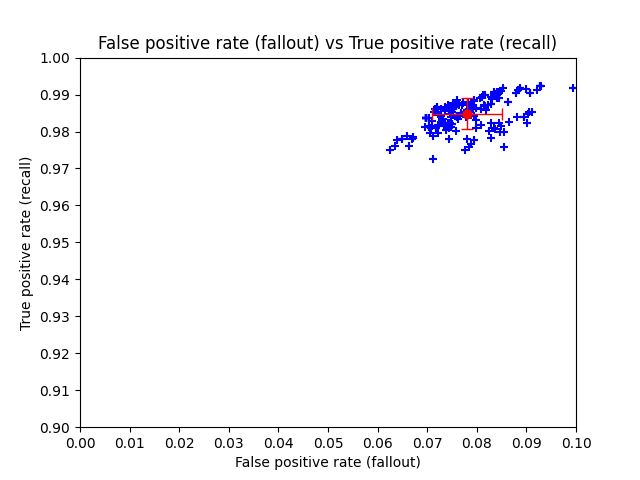 False positive rate (fallout) vs True positive rate (recall)
1.00
0.99
0.98
0.97
0.96
0.95
0.94
0.93
0.92
0.91
0.90
True positive rate (recall)
0.00 0.01 0.02 0.03 0.04 0.05 0.06 0.07 0.08 0.09 0.10
False positive rate (fallout)